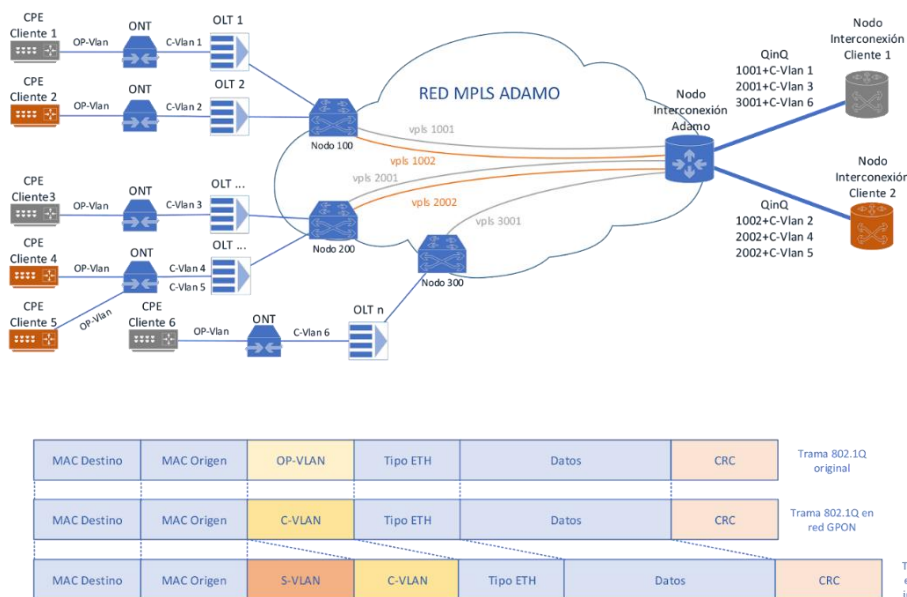 CPE
Cliente 1
OP-Vlan
ONT
C-Vlan 1
OLT 1
CPE
Cliente 2
OP-Vlan
ONT
C-Vlan 2
OLT 2
CPE
Cliente3
OP-Vlan
ONT
C-Vlan 3
OLT ...
CPE
Cliente 4
OP-Vlan
ONT
C-Vlan 4
C-Vlan 5
OLT ...
CPE
Cliente 5
OP-Vlan
CPE
Cliente 6
OP-Vlan
ONT
C-Vlan 6
OLT n
RED MPLS ADAMO
Nodo 100
vpls 1001
vpls 1002
Nodo 200
vpls 2001
vpls 2002
Nodo 300
vpls 3001
Nodo
Interconexión
Adamo
QinQ
1001+C-Vlan 1
2001+C-Vlan 3
3001+C-Vlan 6
Nodo
Interconexión
Cliente 1
QinQ
1002+C-Vlan 2
2002+C-Vlan 4
2002+C-Vlan 5
Nodo
Interconexión
Cliente 2
MAC Destino MAC Origen OP-VLAN Tipo ETH Datos CRC
Trama 802.1Q
original
MAC Destino MAC Origen C-VLAN Tipo ETH Datos CRC
Trama 802.1Q en
red GPON
MAC Destino MAC Origen S-VLAN C-VLAN Tipo ETH Datos CRC